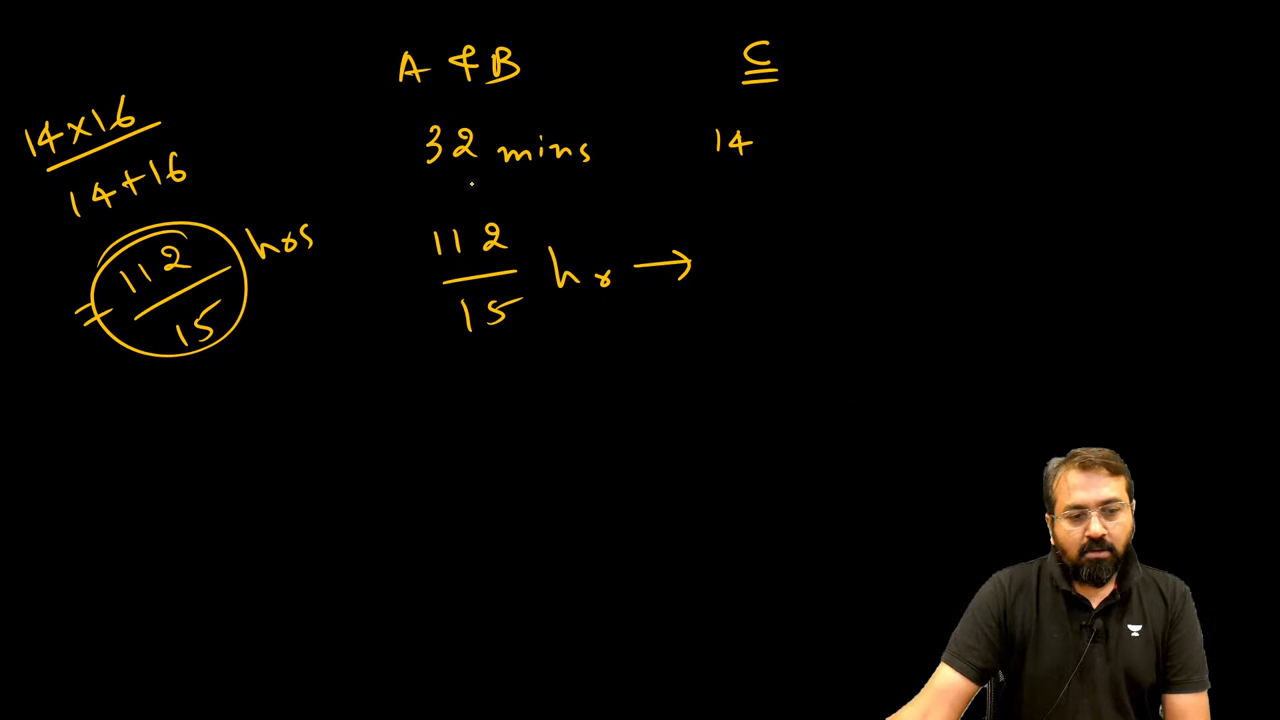 A & B
C
14×16
14+16
32 mins
14
= 112
15
hrs
112
15
hr →